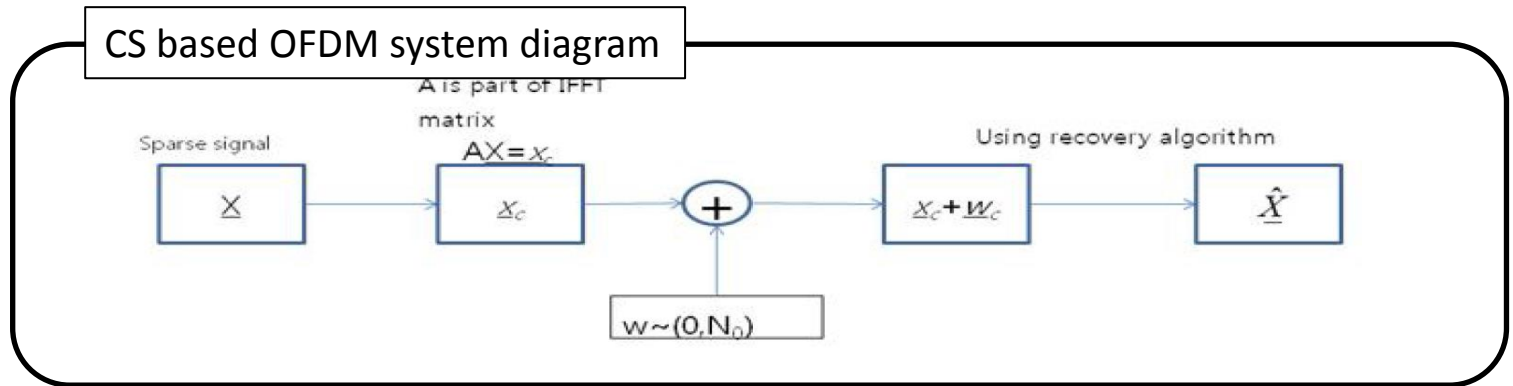 CS based OFDM system diagram
A is part of IFFT
matrix
AX=x_c
Sparse signal
Using recovery algorithm
X
x_c
+
x_c+w_c
X̂
w~(0,N₀)